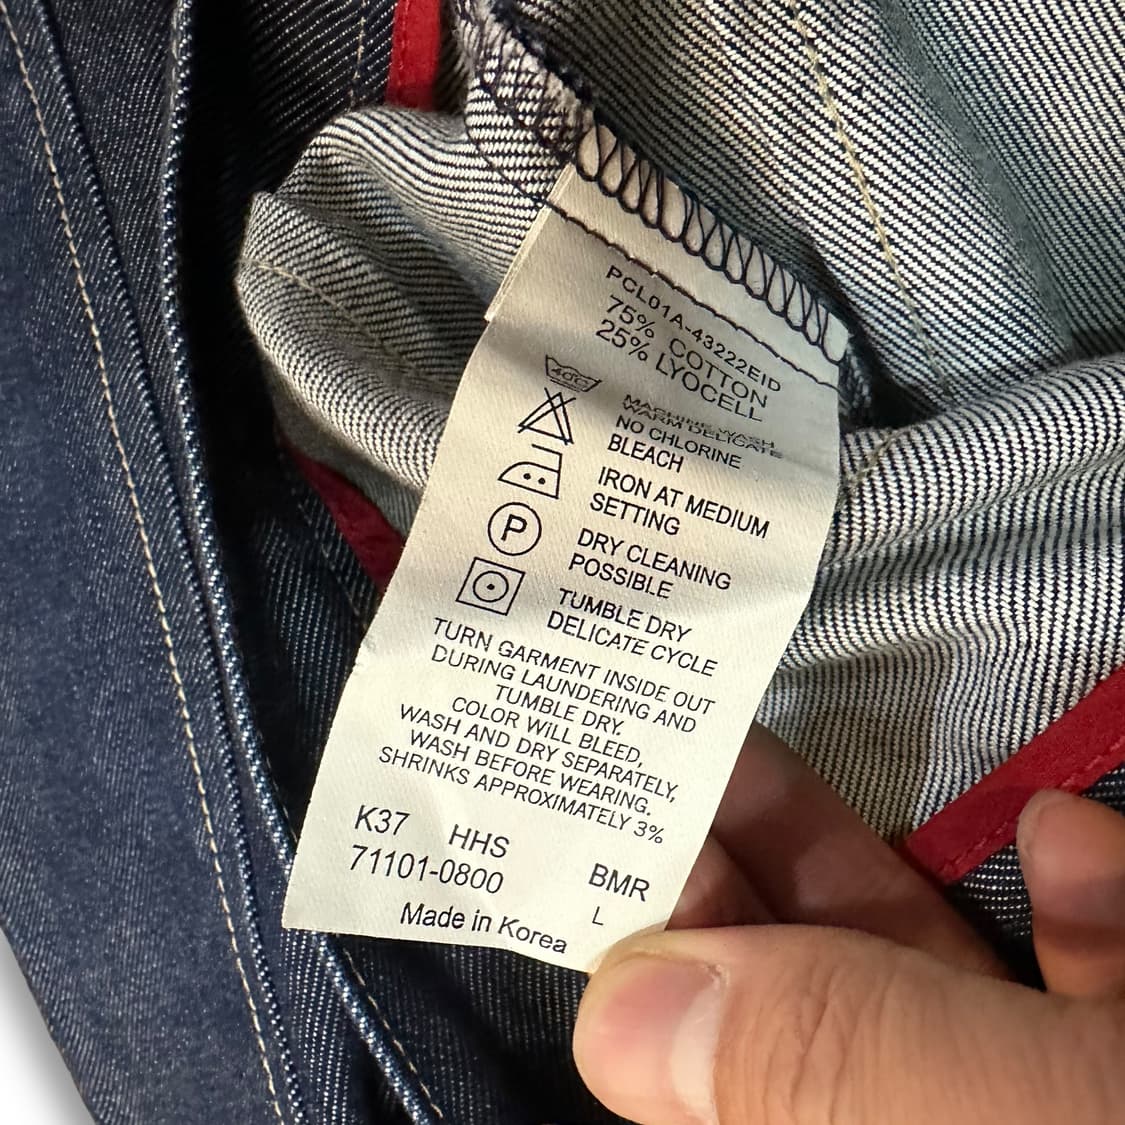 PCL01A-43222EID
75% COTTON
25% LYOCELL
40C
MACHINE WASH
WARM DELICATE
NO CHLORINE
BLEACH
IRON AT MEDIUM
SETTING
P
DRY CLEANING
POSSIBLE
TUMBLE DRY
DELICATE CYCLE
TURN GARMENT INSIDE OUT
DURING LAUNDERING AND
TUMBLE DRY.
COLOR WILL BLEED,
WASH AND DRY SEPARATELY,
WASH BEFORE WEARING.
SHRINKS APPROXIMATELY 3%
K37 HHS BMR
71101-0800 L
Made in Korea